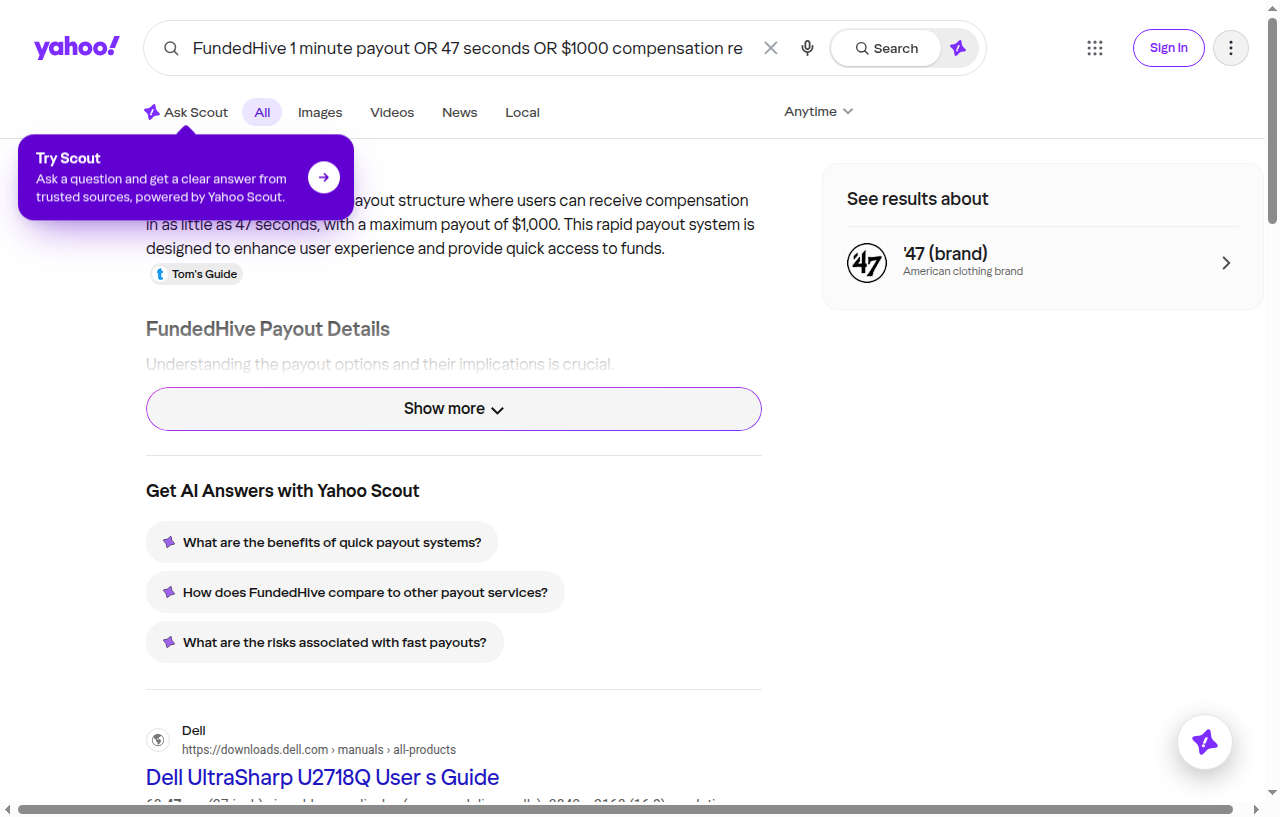 yahoo!
FundedHive 1 minute payout OR 47 seconds OR $1000 compensation re
Search
Sign In
Ask Scout
All
Images
Videos
News
Local
Anytime
Try Scout
Ask a question and get a clear answer from
trusted sources, powered by Yahoo Scout.
ayout structure where users can receive compensation
in as little as 47 seconds, with a maximum payout of $1,000. This rapid payout system is
designed to enhance user experience and provide quick access to funds.
Tom's Guide
FundedHive Payout Details
Understanding the payout options and their implications is crucial.
Show more
See results about
47
'47 (brand)
American clothing brand
Get AI Answers with Yahoo Scout
What are the benefits of quick payout systems?
How does FundedHive compare to other payout services?
What are the risks associated with fast payouts?
Dell
https://downloads.dell.com › manuals › all-products
Dell UltraSharp U2718Q User s Guide